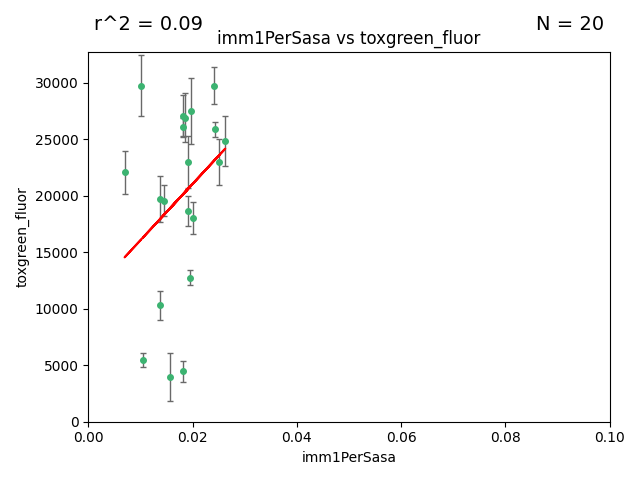 r^2 = 0.09
N = 20
imm1PerSasa vs toxgreen_fluor
toxgreen_fluor
30000
25000
20000
15000
10000
5000
0
0.00 0.02 0.04 0.06 0.08 0.10
imm1PerSasa